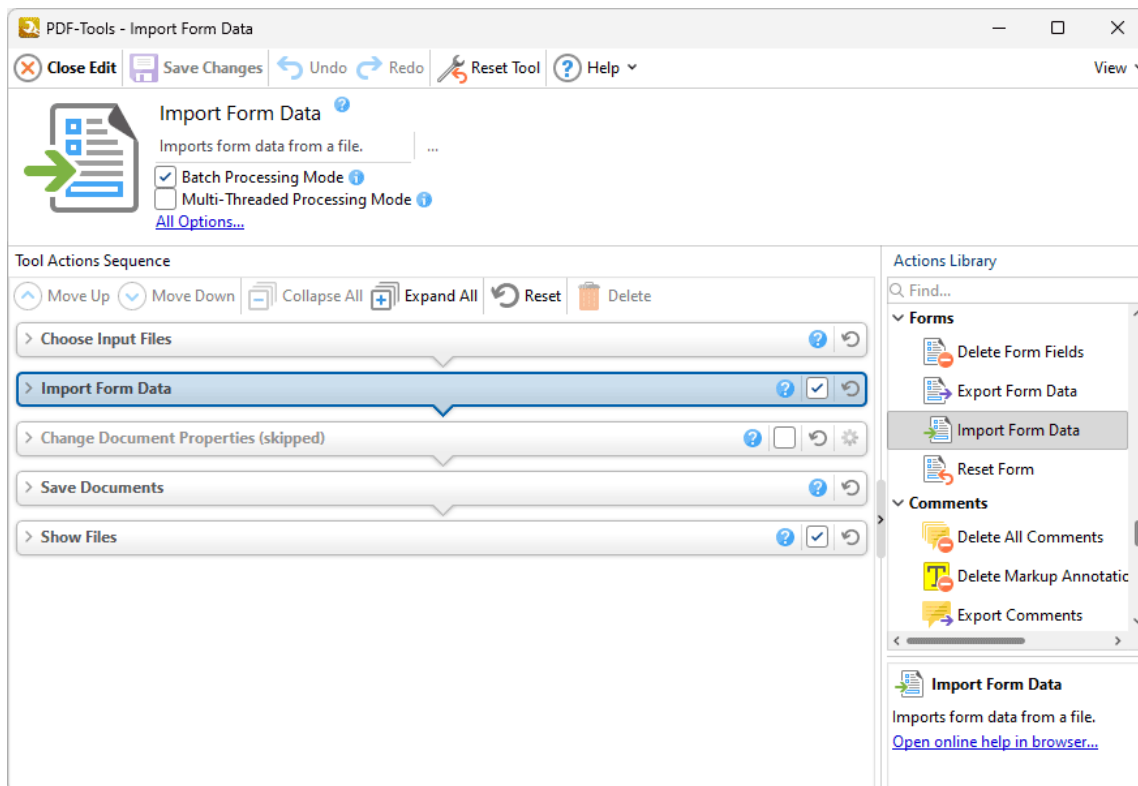 PDF-Tools - Import Form Data
Close Edit Save Changes Undo Redo Reset Tool ? Help View
Import Form Data ?
Imports form data from a file. ...
Batch Processing Mode i
Multi-Threaded Processing Mode i
All Options...
Tool Actions Sequence
Move Up Move Down Collapse All Expand All Reset Delete
Choose Input Files ?
Import Form Data ?
Change Document Properties (skipped) ?
Save Documents ?
Show Files ?
Actions Library
Find...
Forms
Delete Form Fields
Export Form Data
Import Form Data
Reset Form
Comments
Delete All Comments
T Delete Markup Annotatic
Export Comments
Import Form Data
Imports form data from a file.
Open online help in browser...